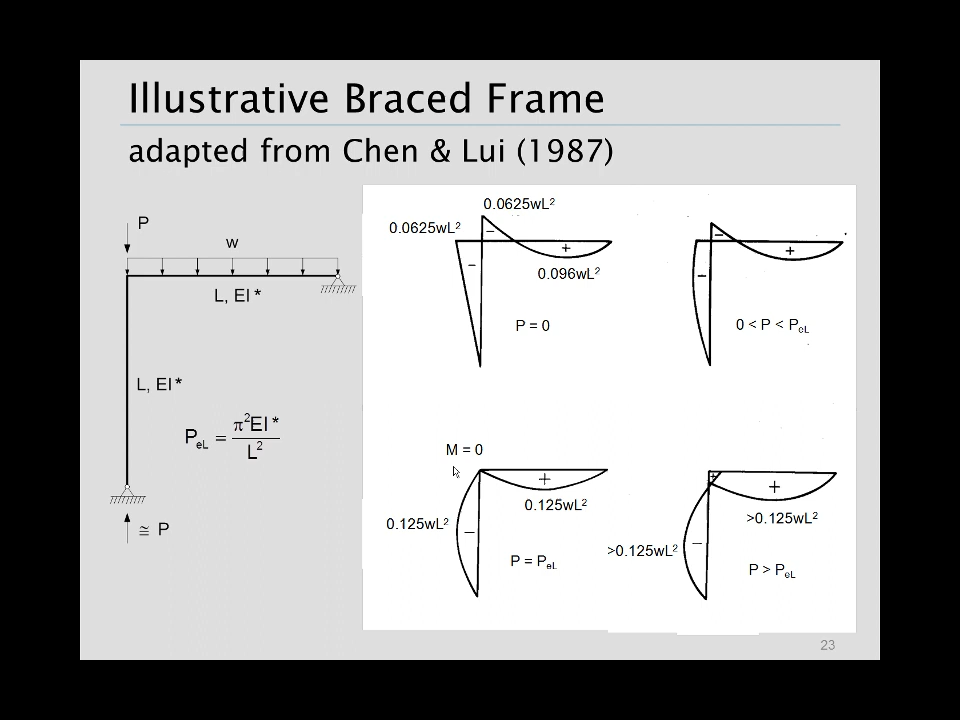 Illustrative Braced Frame
adapted from Chen & Lui (1987)
P
w
L, EI *
L, EI *
P_eL = π²EI * / L²
≅ P
0.0625wL²
0.0625wL²
−
+
−
0.096wL²
P = 0
−
+
−
0 < P < P_eL
M = 0
+
0.125wL²
0.125wL²
−
P = P_eL
+
+
>0.125wL²
−
>0.125wL²
P > P_eL
23